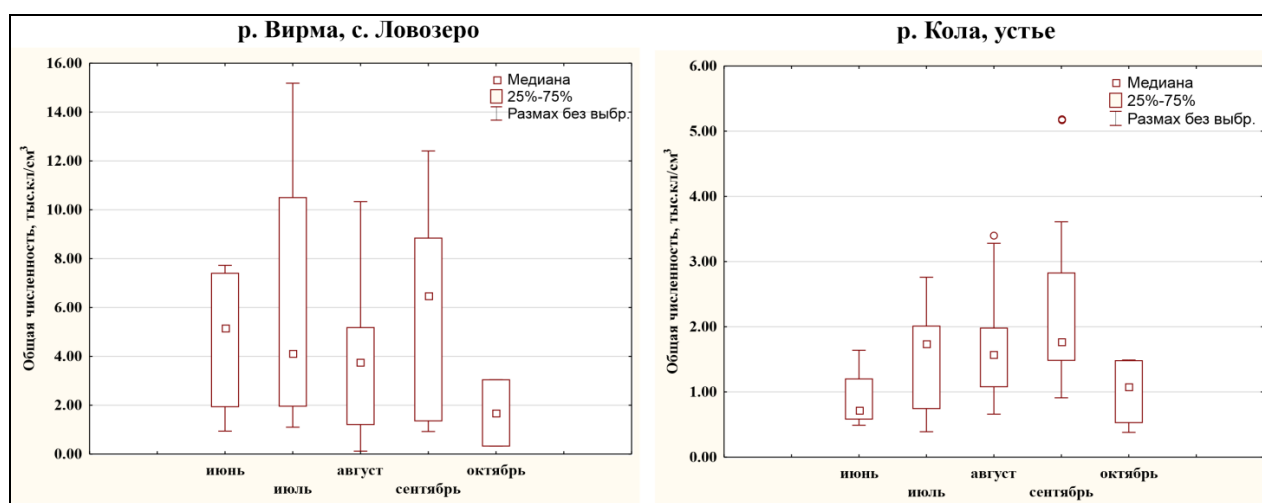 р. Вирма, с. Ловозеро
16.00
14.00
12.00
10.00
8.00
6.00
4.00
2.00
0.00
Общая численность, тыс.кл/см³
Медиана
25%-75%
Размах без выбр.
июнь
июль
август
сентябрь
октябрь
р. Кола, устье
6.00
5.00
4.00
3.00
2.00
1.00
0.00
Общая численность, тыс.кл/см³
Медиана
25%-75%
Размах без выбр.
июнь
июль
август
сентябрь
октябрь